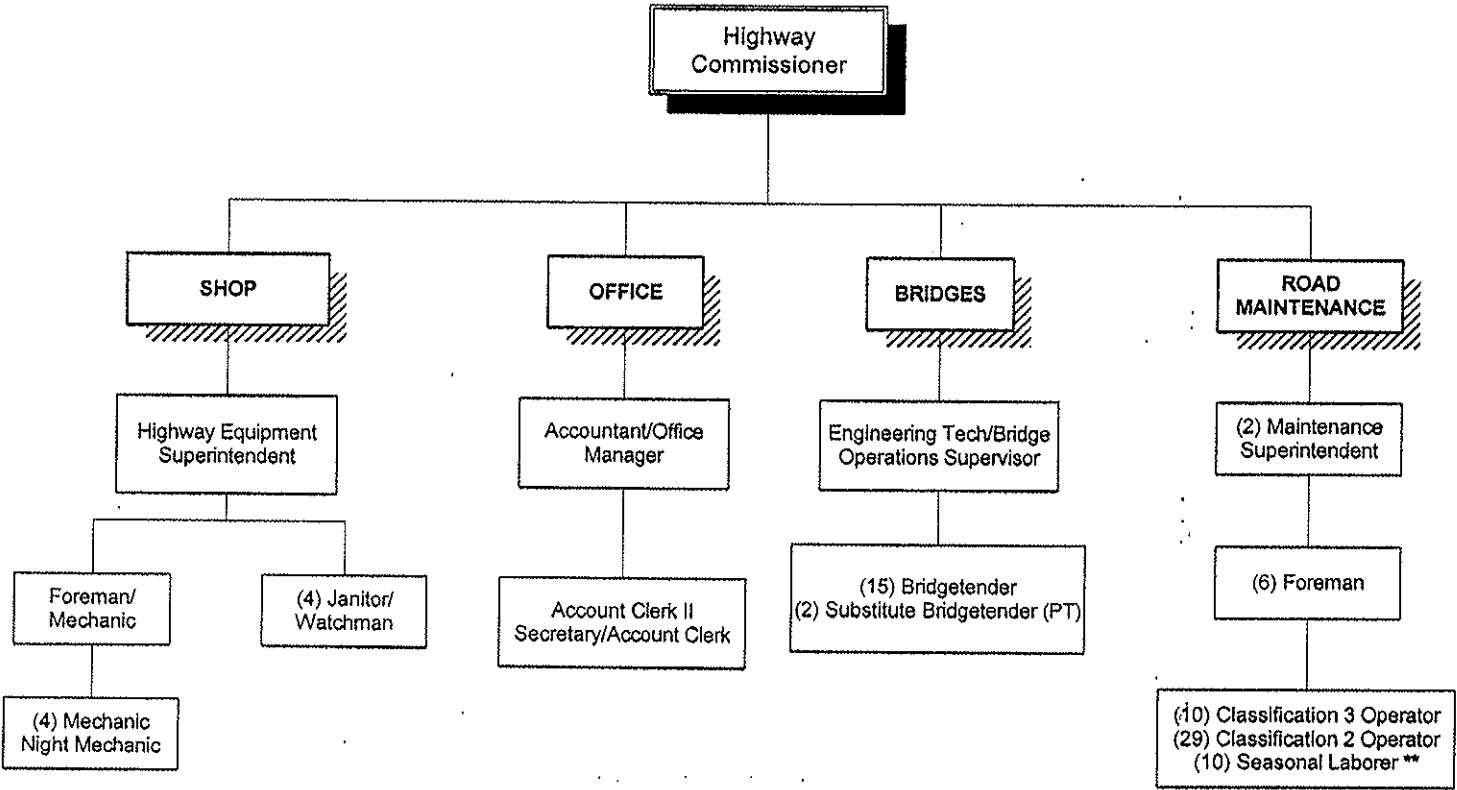 Highway
Commissioner
SHOP
OFFICE
BRIDGES
ROAD
MAINTENANCE
Highway Equipment
Superintendent
Accountant/Office
Manager
Engineering Tech/Bridge
Operations Supervisor
(2) Maintenance
Superintendent
Foreman/
Mechanic
(4) Janitor/
Watchman
Account Clerk II
Secretary/Account Clerk
(15) Bridgetender
(2) Substitute Bridgetender (PT)
(6) Foreman
(4) Mechanic
Night Mechanic
(10) Classification 3 Operator
(29) Classification 2 Operator
(10) Seasonal Laborer **